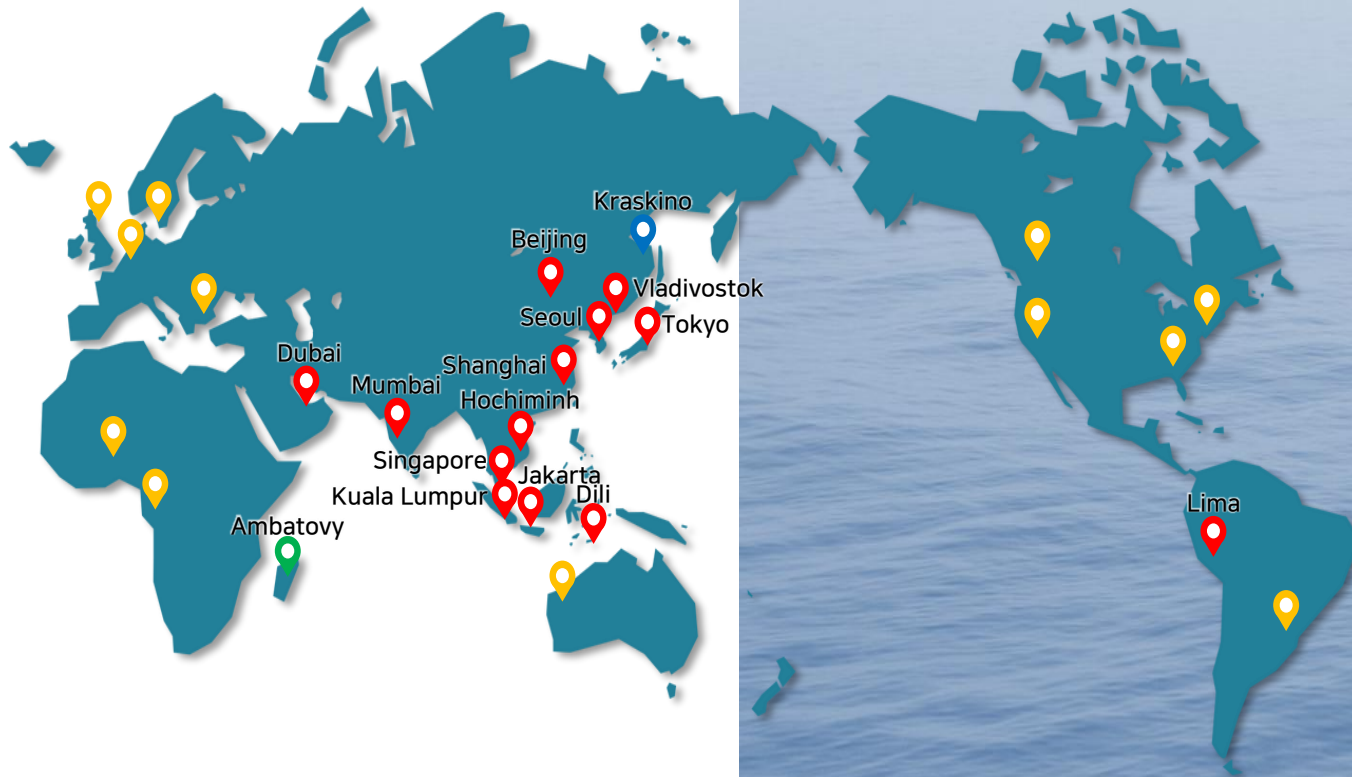 Kraskino
Beijing
Vladivostok
Seoul
Tokyo
Dubai
Shanghai
Mumbai
Hochiminh
Singapore
Jakarta
Kuala Lumpur
Dili
Lima
Ambatovy